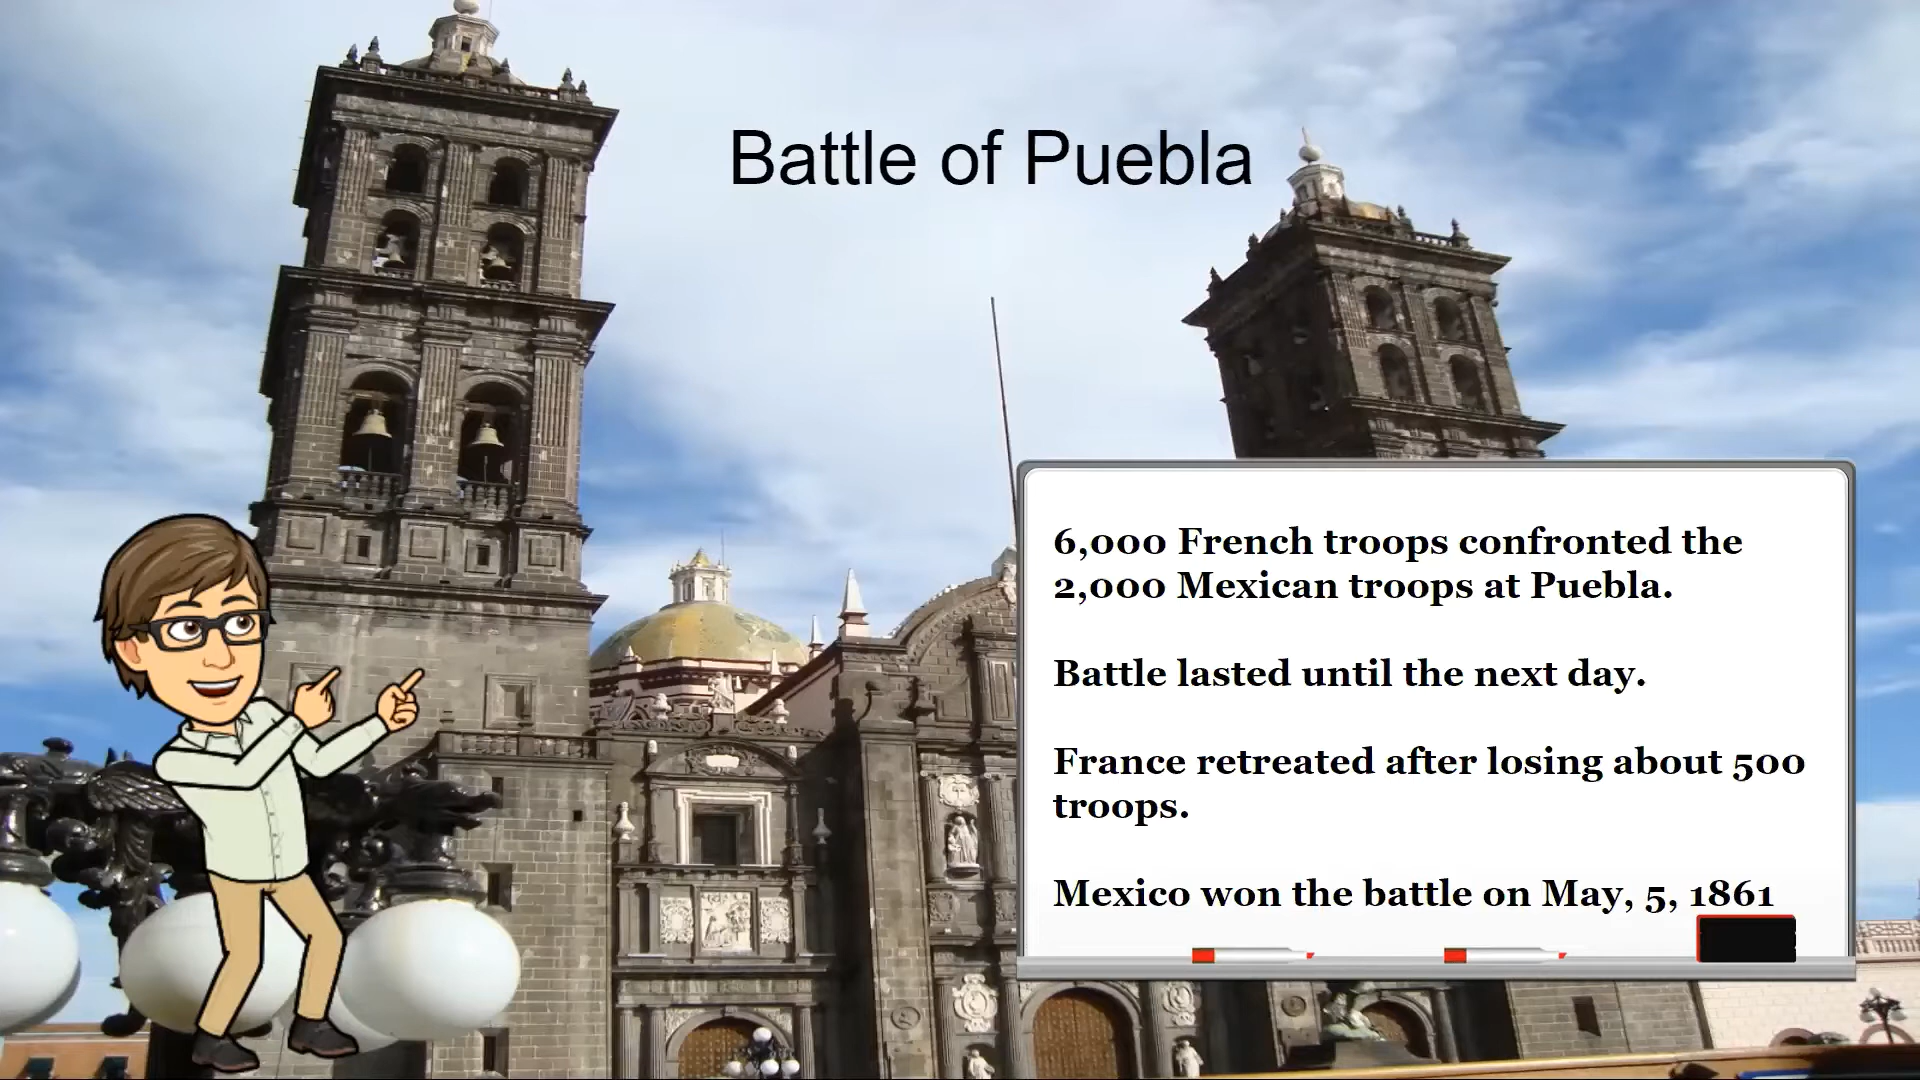 Battle of Puebla
6,000 French troops confronted the
2,000 Mexican troops at Puebla.
Battle lasted until the next day.
France retreated after losing about 500
troops.
Mexico won the battle on May, 5, 1861